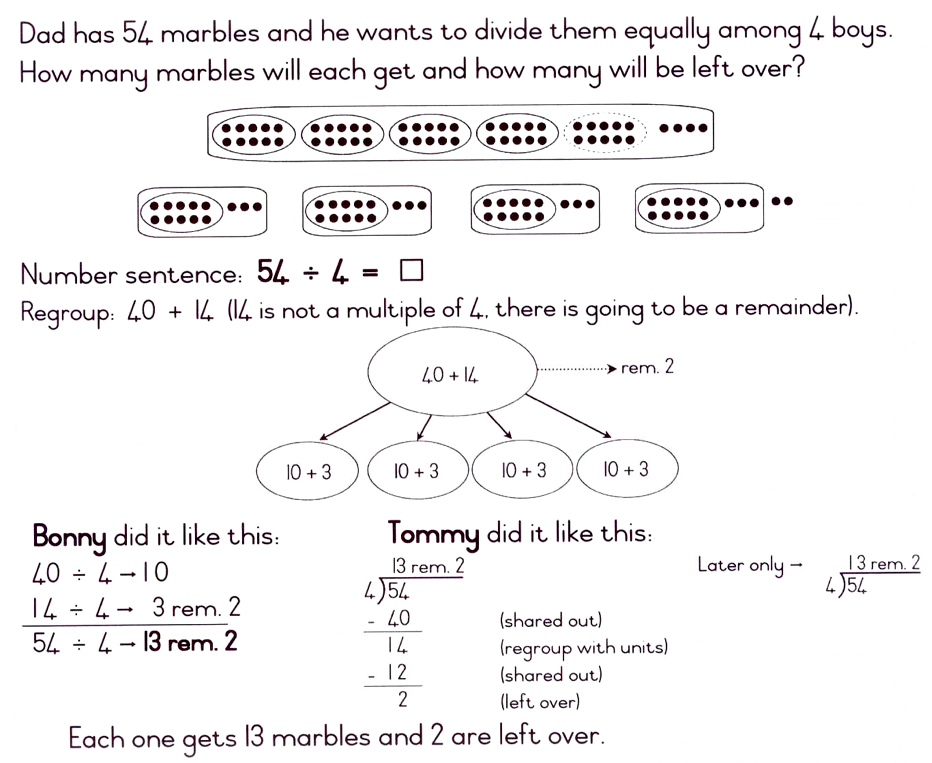 Dad has 54 marbles and he wants to divide them equally among 4 boys.
How many marbles will each get and how many will be left over?
Number sentence: 54 ÷ 4 = □
Regroup: 40 + 14 (14 is not a multiple of 4, there is going to be a remainder).
40 + 14
rem. 2
10 + 3
10 + 3
10 + 3
10 + 3
Bonny did it like this:
40 ÷ 4 → 10
14 ÷ 4 → 3 rem. 2
54 ÷ 4 → 13 rem. 2
Tommy did it like this:
13 rem. 2
4)54
- 40 (shared out)
14 (regroup with units)
- 12 (shared out)
2 (left over)
Later only →
13 rem. 2
4)54
Each one gets 13 marbles and 2 are left over.